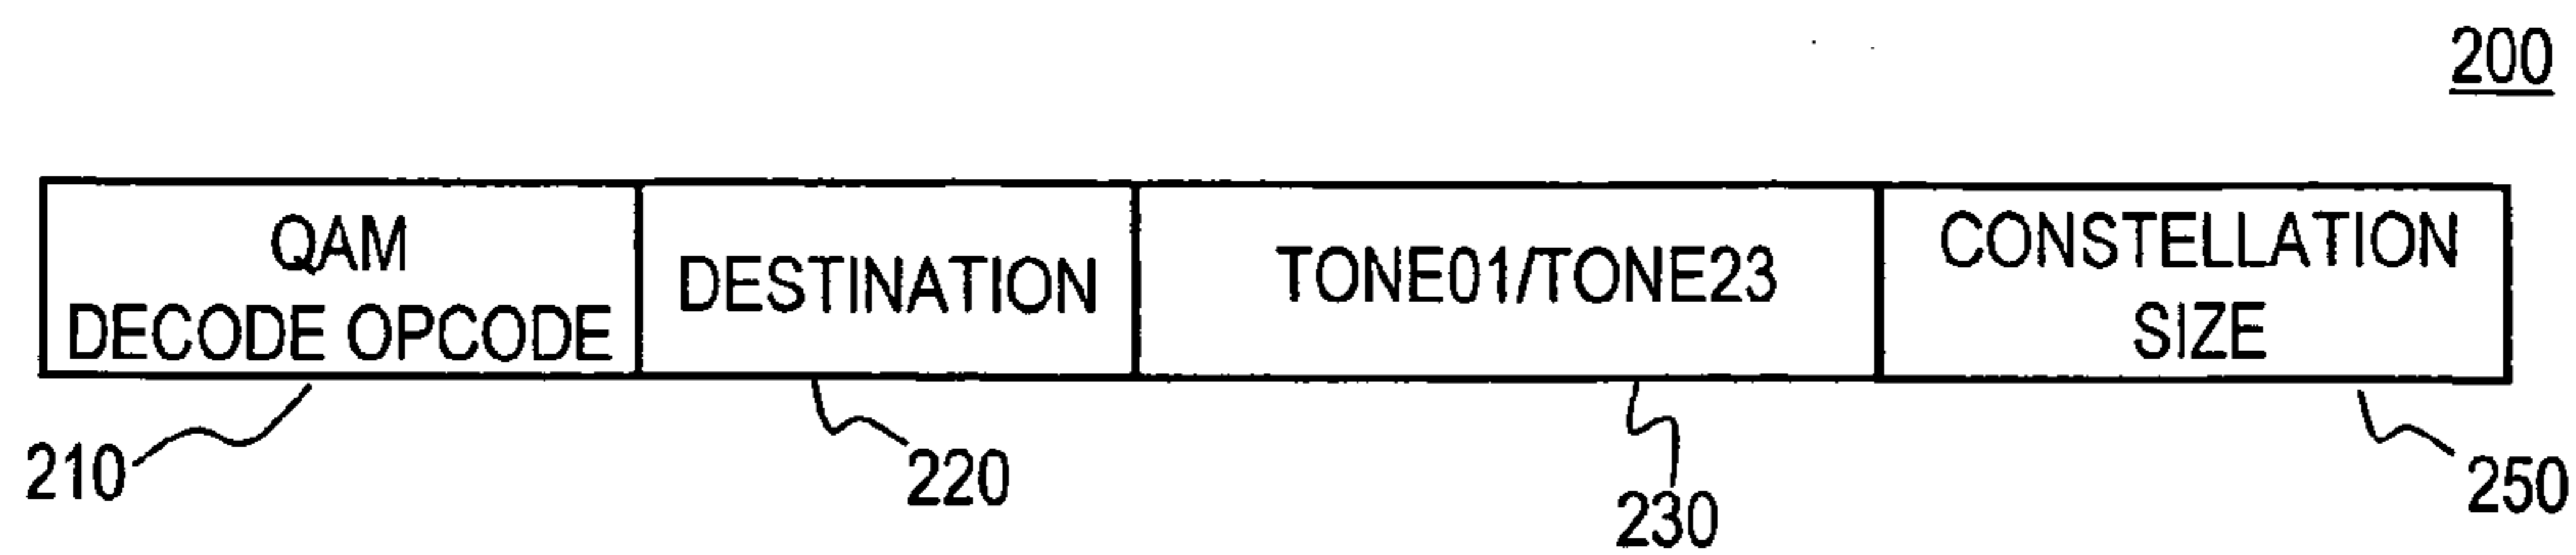 200
QAM
DECODE OPCODE
DESTINATION
TONE01/TONE23
CONSTELLATION
SIZE
210
220
230
250